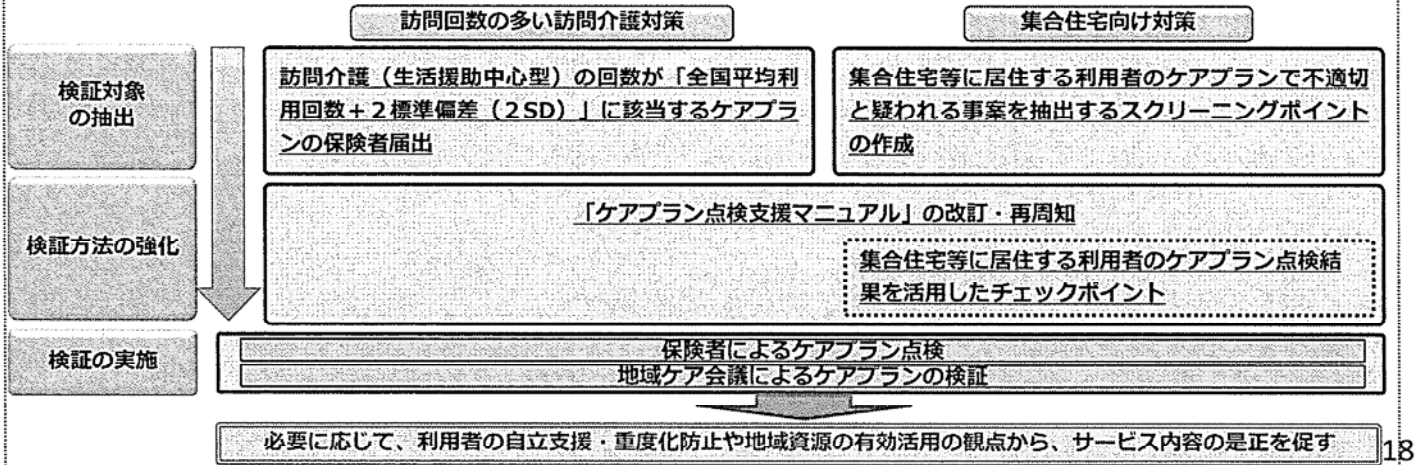 訪問回数の多い訪問介護対策
集合住宅向け対策
検証対象
の抽出
訪問介護（生活援助中心型）の回数が「全国平均利
用回数＋２標準偏差（２SD）」に該当するケアプラ
ンの保険者届出
集合住宅等に居住する利用者のケアプランで不適切
と疑われる事案を抽出するスクリーニングポイント
の作成
検証方法の強化
「ケアプラン点検支援マニュアル」の改訂・再周知
集合住宅等に居住する利用者のケアプラン点検結
果を活用したチェックポイント
検証の実施
保険者によるケアプラン点検
地域ケア会議によるケアプランの検証
必要に応じて、利用者の自立支援・重度化防止や地域資源の有効活用の観点から、サービス内容の是正を促す
18